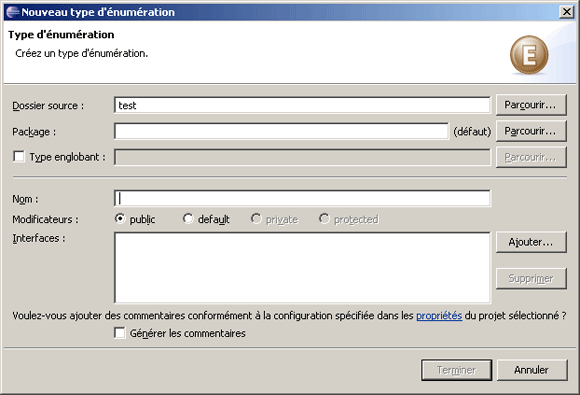 Nouveau type d'énumération
Type d'énumération
Créez un type d'énumération.
E
Dossier source : test Parcourir...
Package : (défaut) Parcourir...
Type englobant : Parcourir...
Nom :
Modificateurs : public default private protected
Interfaces : Ajouter...
Supprimer
Voulez-vous ajouter des commentaires conformément à la configuration spécifiée dans les propriétés du projet sélectionné ?
Générer les commentaires
Terminer Annuler